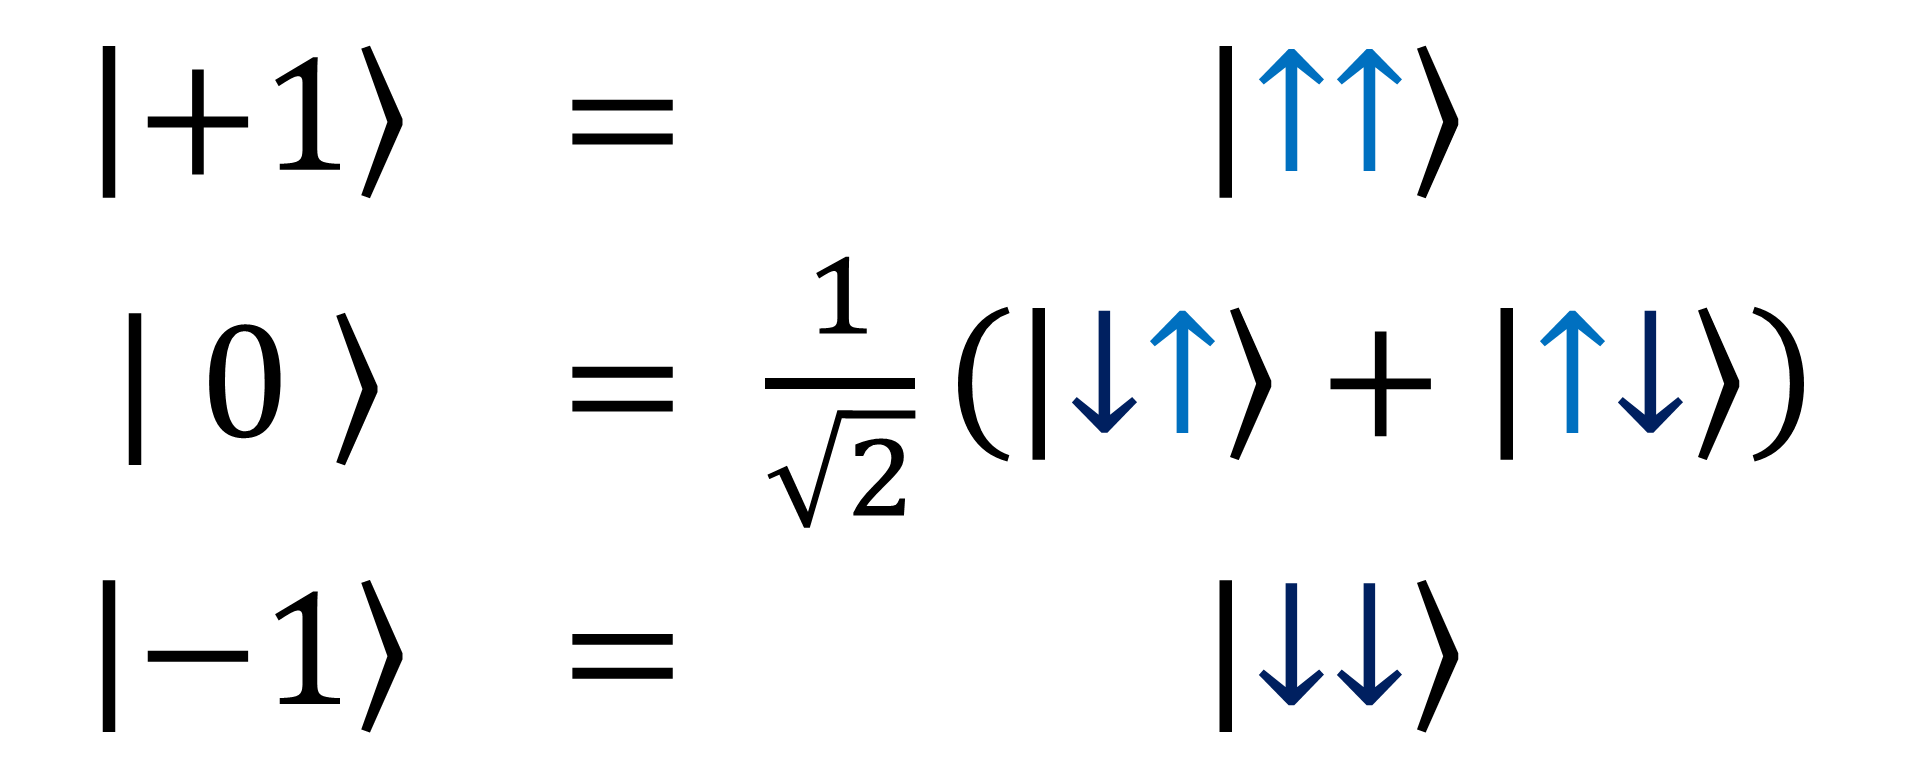 |+1⟩ = |↑↑⟩
| 0 ⟩ = 1/√2 (|↓↑⟩ + |↑↓⟩)
|−1⟩ = |↓↓⟩